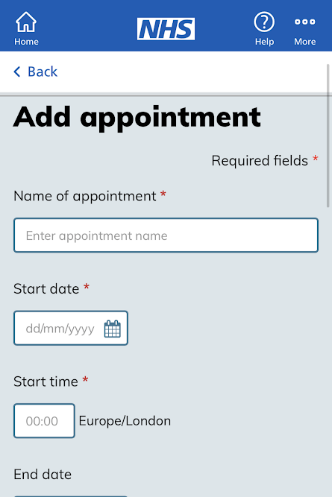 NHS
Home
Help
More
Back
Add appointment
Required fields *
Name of appointment *
Enter appointment name
Start date *
dd/mm/yyyy
Start time *
00:00 Europe/London
End date